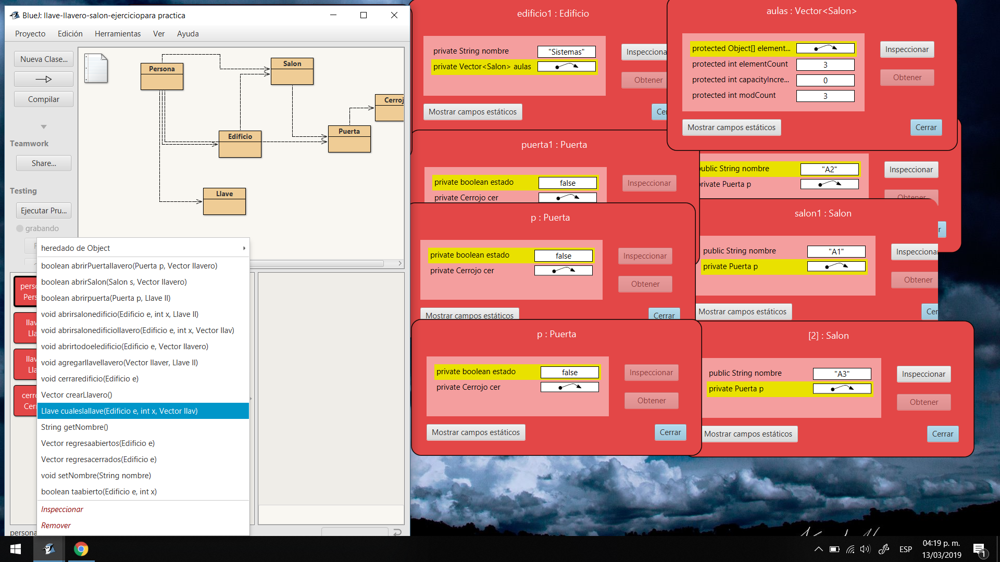 BlueJ: llave-llavero-salon-ejerciciopara practica
Proyecto Edición Herramientas Ver Ayuda
Nueva Clase...
Compilar
Teamwork
Share...
Testing
Ejecutar Pru...
grabando
Persona
Salon
Cerroj
Edificio
Puerta
Llave
heredado de Object
boolean abrirPuertallavero(Puerta p, Vector llavero)
boolean abrirSalon(Salon s, Vector llavero)
boolean abrirpuerta(Puerta p, Llave ll)
void abrirsalonedificio(Edificio e, int x, Llave ll)
void abrirsalonedificiollavero(Edificio e, int x, Vector llav)
void abrirtodoeledificio(Edificio e, Vector llavero)
void agregarllavellavero(Vector llaver, Llave ll)
void cerraredificio(Edificio e)
Vector crearLlavero()
Llave cualeslallave(Edificio e, int x, Vector llav)
String getNombre()
Vector regresaabiertos(Edificio e)
Vector regresacerrados(Edificio e)
void setNombre(String nombre)
boolean taabierto(Edificio e, int x)
Inspeccionar
Remover
perso
Pers
llav
Lla
llav
Lla
cerro
Cerr
persona
edificio1 : Edificio
private String nombre "Sistemas"
private Vector<Salon> aulas
Inspecciona
Obtener
Mostrar campos estáticos
Ce
aulas : Vector<Salon>
protected Object[] element...
protected int elementCount 3
protected int capacityIncre... 0
protected int modCount 3
Inspeccionar
Obtener
Mostrar campos estáticos
Cerrar
puerta1 : Puerta
private boolean estado false
private Cerrojo cer
Inspeccionar
ublic String nombre "A2"
rivate Puerta p
Inspeccionar
Obtener
r
p : Puerta
private boolean estado false
private Cerrojo cer
Inspeccionar
Obtener
Mostrar campos estáticos
Cerrar
salon1 : Salon
public String nombre "A1"
private Puerta p
Inspecciona
Obtener
Mostrar campos estáticos
Cer
p : Puerta
private boolean estado false
private Cerrojo cer
Inspeccionar
Obtener
Mostrar campos estáticos
Cerrar
[2] : Salon
public String nombre "A3"
private Puerta p
Inspeccionar
Obtener
Mostrar campos estáticos
Cerrar
ESP
04:19 p. m.
13/03/2019
1